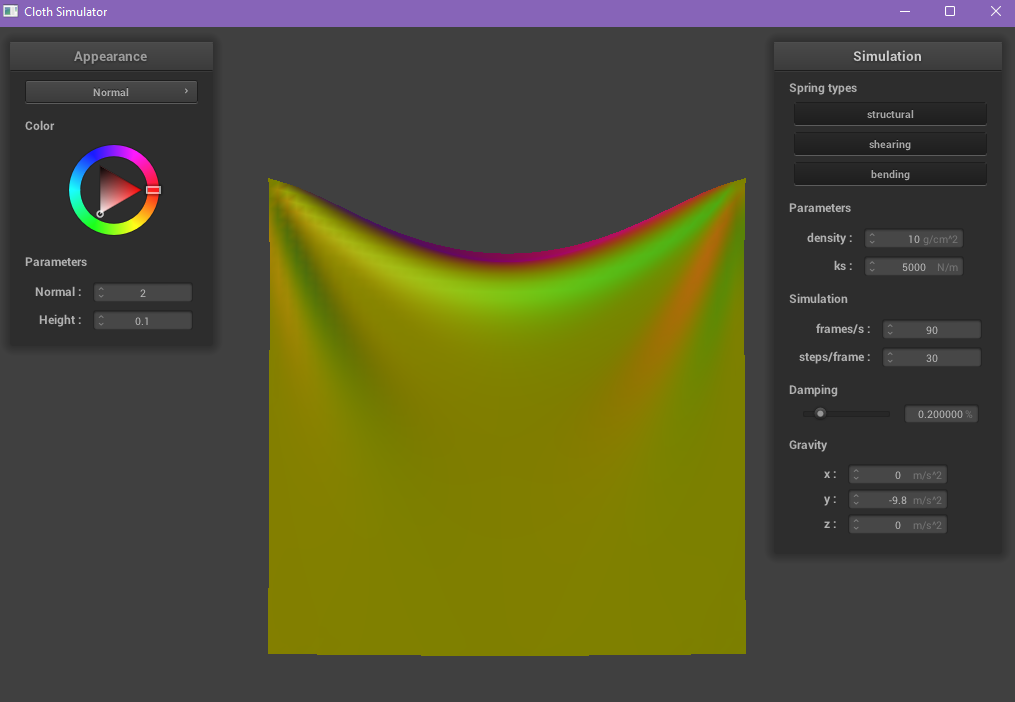 Cloth Simulator
Appearance
Normal
Color
Parameters
Normal : 2
Height : 0.1
Simulation
Spring types
structural
shearing
bending
Parameters
density : 10 g/cm^2
ks : 5000 N/m
Simulation
frames/s : 90
steps/frame : 30
Damping
0.200000 %
Gravity
x : 0 m/s^2
y : -9.8 m/s^2
z : 0 m/s^2